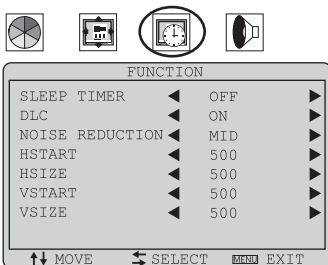 FUNCTION
SLEEP TIMER OFF
DLC ON
NOISE REDUCTION MID
HSTART 500
HSIZE 500
VSTART 500
VSIZE 500
MOVE SELECT MENU EXIT